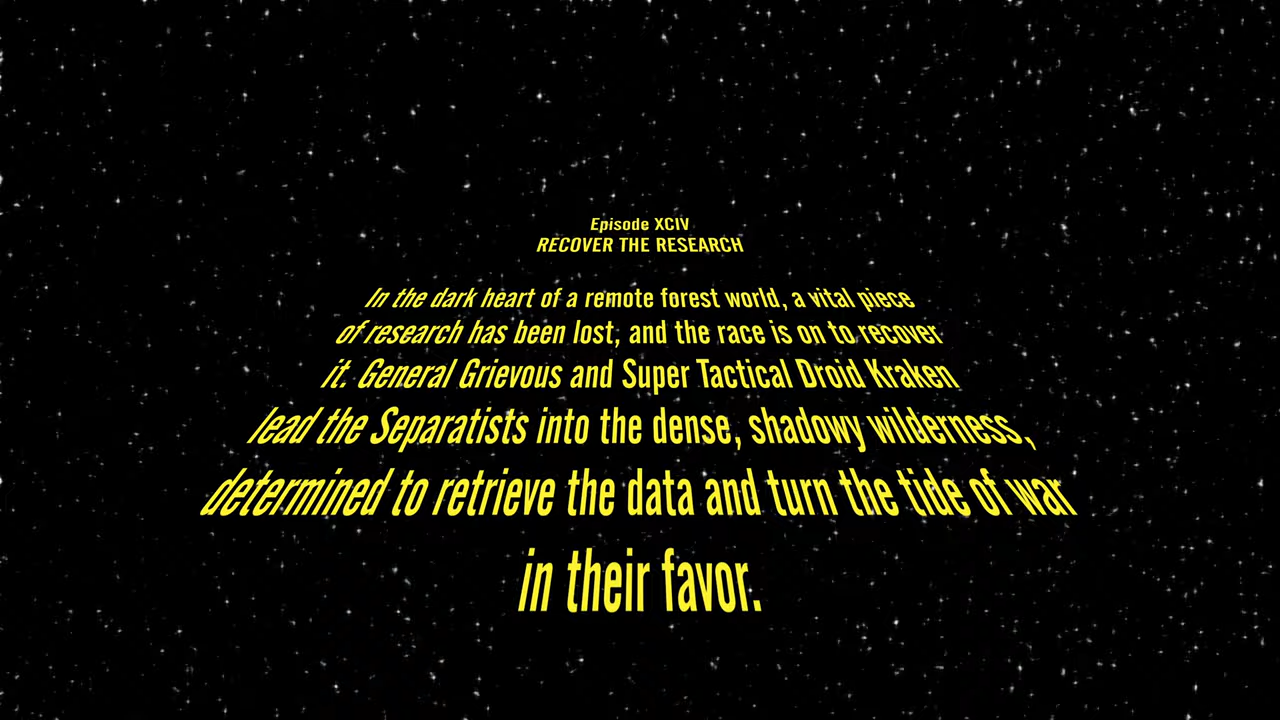 Episode XCIV
RECOVER THE RESEARCH
In the dark heart of a remote forest world, a vital piece
of research has been lost, and the race is on to recover
it. General Grievous and Super Tactical Droid Kraken
lead the Separatists into the dense, shadowy wilderness,
determined to retrieve the data and turn the tide of war
in their favor.